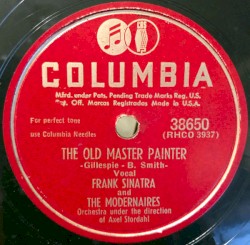 COLUMBIA
Mfrd. under Pats. Pending Trade Marks Reg. U.S.
Pat. Off. Marcas Registradas Made in U.S.A.
For perfect tone
use Columbia Needles
38650
(RHCO 3937)
THE OLD MASTER PAINTER
-Gillespie - B. Smith-
Vocal
FRANK SINATRA
and
THE MODERNAIRES
Orchestra under the direction
of Axel Stordahl